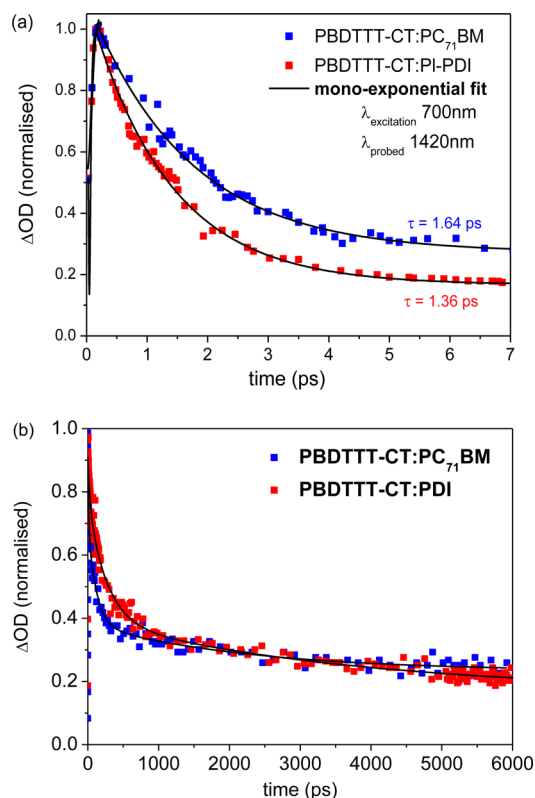 (a)
PBDTTT-CT:PC₇₁BM
PBDTTT-CT:PI-PDI
mono-exponential fit
λexcitation 700nm
λprobed 1420nm
1.0
0.8
0.6
0.4
0.2
0.0
ΔOD (normalised)
τ = 1.64 ps
τ = 1.36 ps
0 1 2 3 4 5 6 7
time (ps)
(b)
PBDTTT-CT:PC₇₁BM
PBDTTT-CT:PDI
1.0
0.8
0.6
0.4
0.2
0.0
ΔOD (normalised)
0 1000 2000 3000 4000 5000 6000
time (ps)